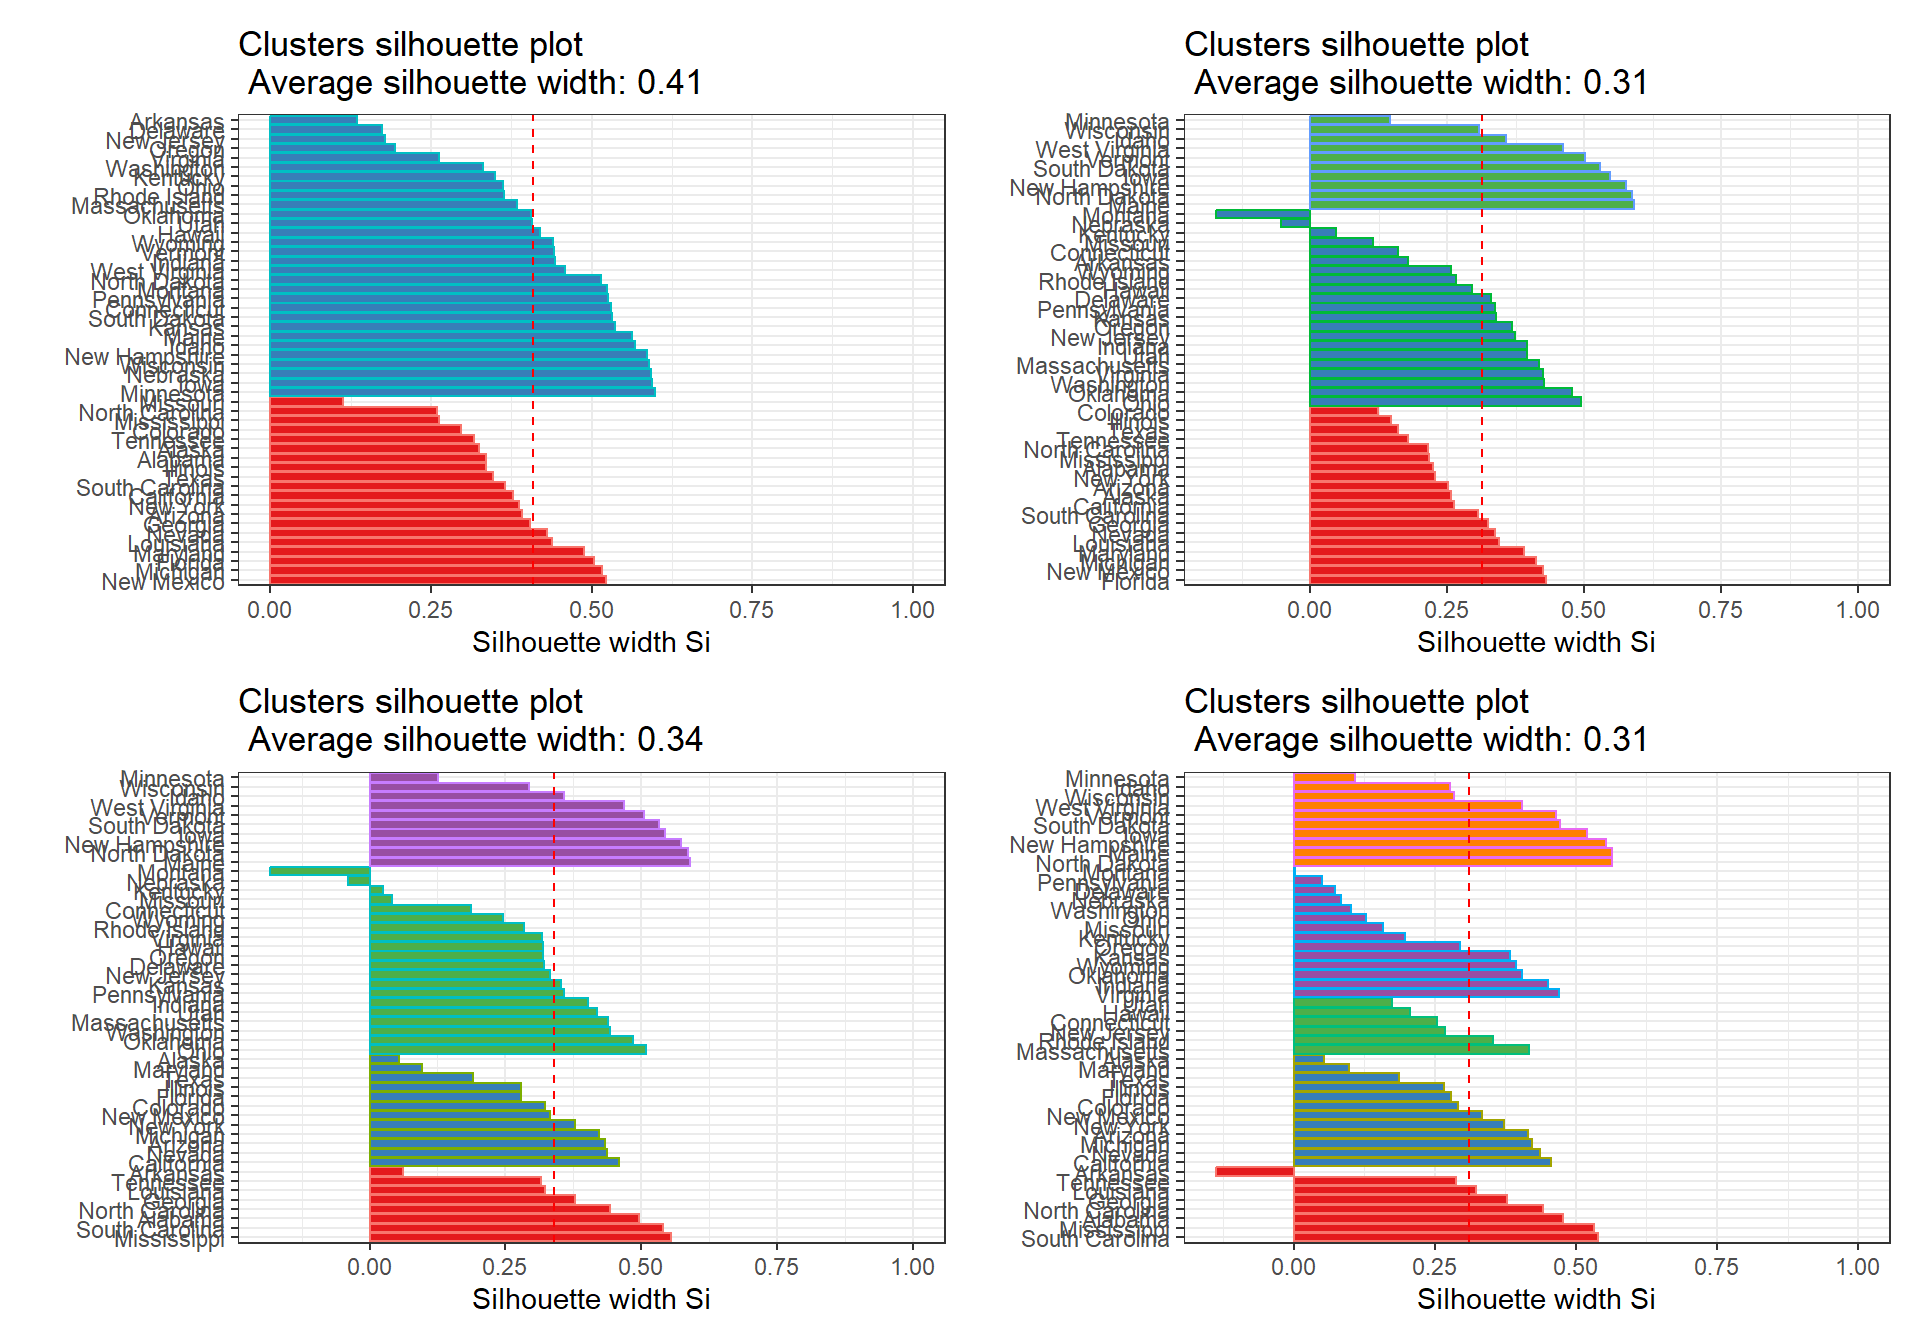 Clusters silhouette plot
Average silhouette width: 0.41
Arkansas
Delaware
New Jersey
Oregon
Virginia
Washington
Kentucky
Ohio
Rhode Island
Massachusetts
Oklahoma
Utah
Hawaii
Wyoming
Vermont
Indiana
West Virginia
North Dakota
Montana
Pennsylvania
Connecticut
South Dakota
Kansas
Maine
Idaho
New Hampshire
Wisconsin
Nebraska
Iowa
Minnesota
Missouri
North Carolina
Mississippi
Colorado
Tennessee
Alaska
Alabama
Illinois
Texas
South Carolina
California
New York
Arizona
Georgia
Nevada
Louisiana
Maryland
Florida
Michigan
New Mexico
0.00 0.25 0.50 0.75 1.00
Silhouette width Si
Clusters silhouette plot
Average silhouette width: 0.31
Minnesota
Wisconsin
Idaho
West Virginia
Vermont
South Dakota
Iowa
New Hampshire
North Dakota
Maine
Montana
Nebraska
Kentucky
Missouri
Connecticut
Arkansas
Wyoming
Rhode Island
Hawaii
Delaware
Pennsylvania
Kansas
Oregon
New Jersey
Indiana
Utah
Massachusetts
Virginia
Washington
Oklahoma
Ohio
Colorado
Illinois
Texas
Tennessee
North Carolina
Mississippi
Alabama
New York
Arizona
Alaska
California
South Carolina
Georgia
Nevada
Louisiana
Maryland
Michigan
New Mexico
Florida
0.00 0.25 0.50 0.75 1.00
Silhouette width Si
Clusters silhouette plot
Average silhouette width: 0.34
Minnesota
Wisconsin
Idaho
West Virginia
Vermont
South Dakota
Iowa
New Hampshire
North Dakota
Maine
Montana
Nebraska
Kentucky
Missouri
Connecticut
Wyoming
Rhode Island
Virginia
Hawaii
Oregon
Delaware
New Jersey
Kansas
Pennsylvania
Indiana
Utah
Massachusetts
Washington
Oklahoma
Ohio
Alaska
Maryland
Texas
Illinois
Florida
Colorado
New Mexico
New York
Michigan
Arizona
Nevada
California
Arkansas
Tennessee
Louisiana
Georgia
North Carolina
Alabama
South Carolina
Mississippi
0.00 0.25 0.50 0.75 1.00
Silhouette width Si
Clusters silhouette plot
Average silhouette width: 0.31
Minnesota
Idaho
Wisconsin
West Virginia
Vermont
South Dakota
Iowa
New Hampshire
Maine
North Dakota
Montana
Pennsylvania
Delaware
Nebraska
Washington
Ohio
Missouri
Kentucky
Oregon
Kansas
Wyoming
Oklahoma
Indiana
Virginia
Utah
Hawaii
Connecticut
New Jersey
Rhode Island
Massachusetts
Alaska
Maryland
Texas
Illinois
Florida
Colorado
New Mexico
New York
Arizona
Michigan
Nevada
California
Arkansas
Tennessee
Louisiana
Georgia
North Carolina
Alabama
Mississippi
South Carolina
0.00 0.25 0.50 0.75 1.00
Silhouette width Si